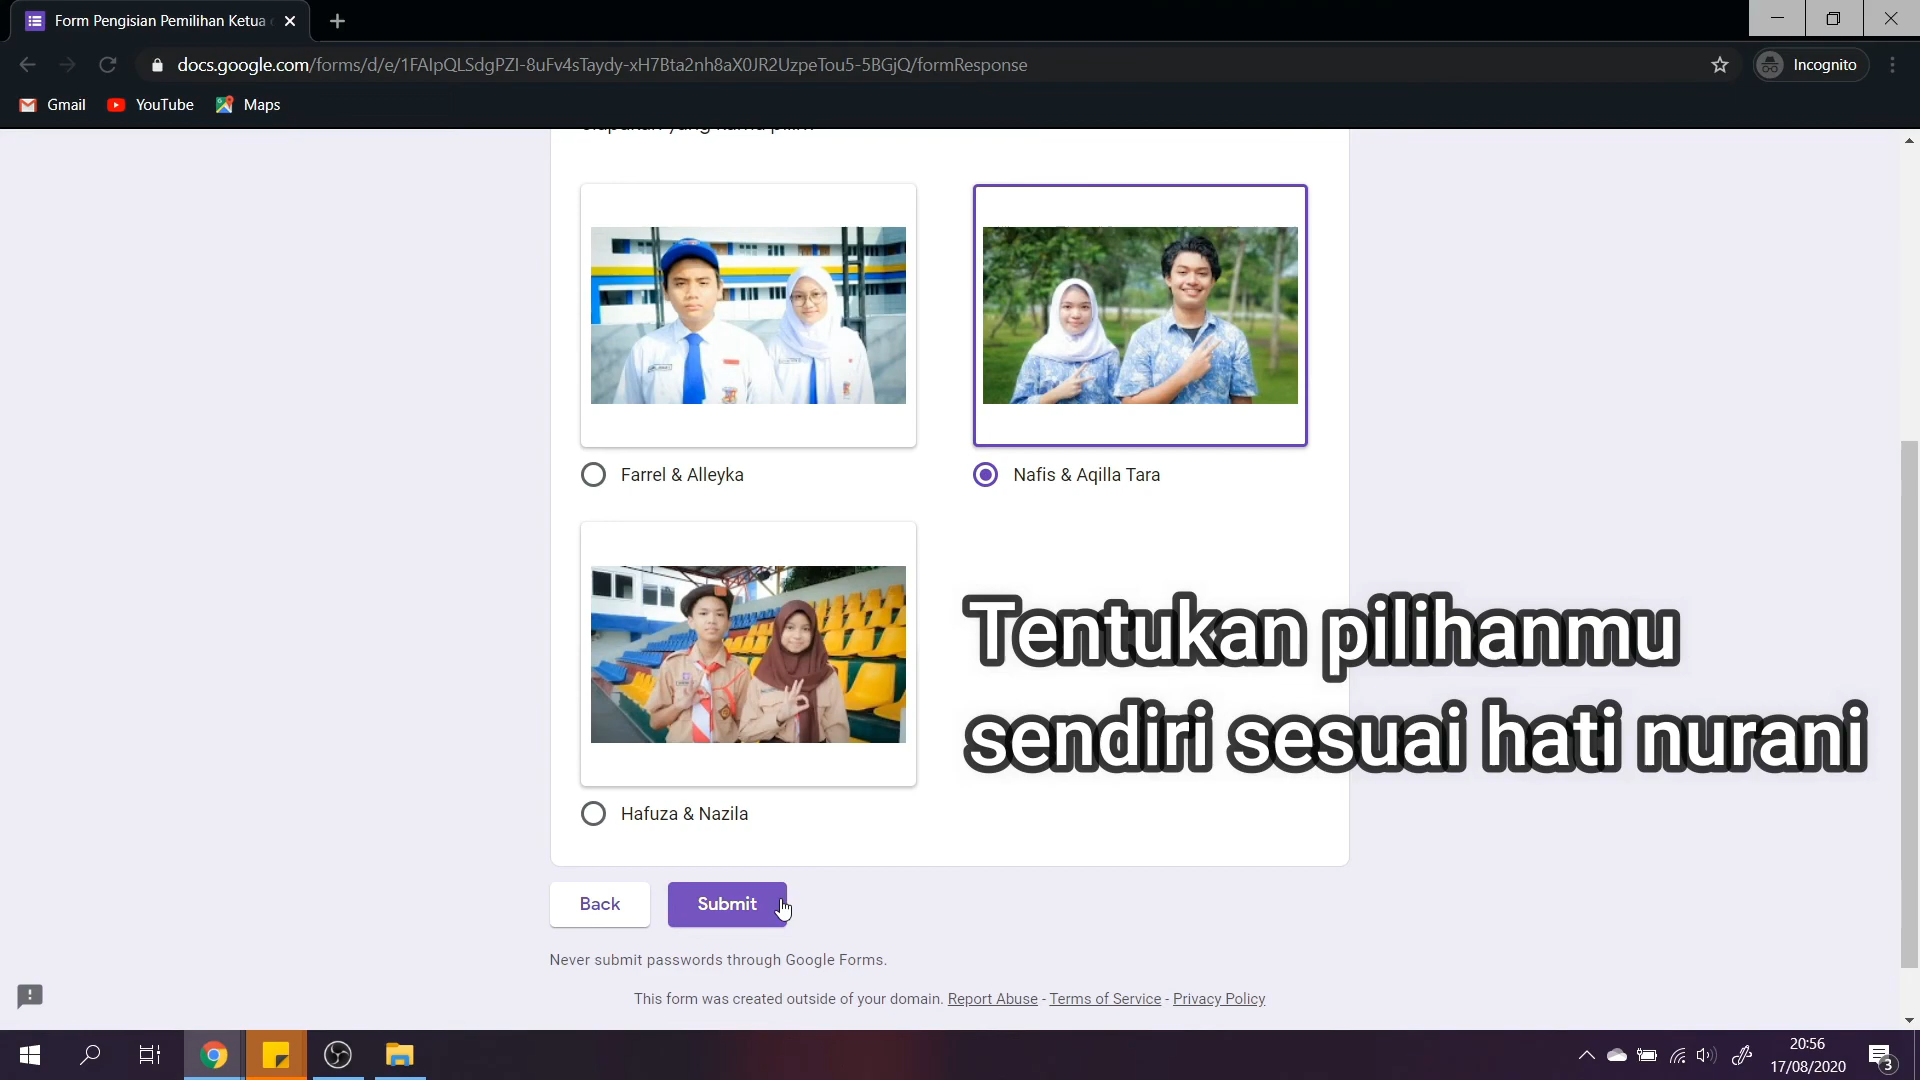 Form Pengisian Pemilihan Ketua
docs.google.com/forms/d/e/1FAIpQLSdgPZI-8uFv4sTaydy-xH7Bta2nh8aX0JR2UzpeTou5-5BGjQ/formResponse
Incognito
Gmail YouTube Maps
Farrel & Alleyka
Nafis & Aqilla Tara
Hafuza & Nazila
Tentukan pilihanmu
sendiri sesuai hati nurani
Back
Submit
Never submit passwords through Google Forms.
This form was created outside of your domain. Report Abuse - Terms of Service - Privacy Policy
20:56
17/08/2020
3